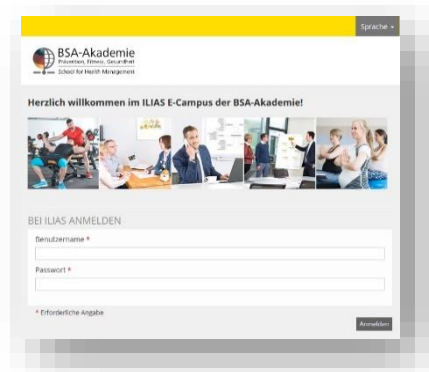 Sprache
BSA-Akademie
Prävention, Fitness, Gesundheit
School for Health Management
Herzlich willkommen im ILIAS E-Campus der BSA-Akademie!
BEI ILIAS ANMELDEN
Benutzername *
Passwort *
* Erforderliche Angabe
Anmelden